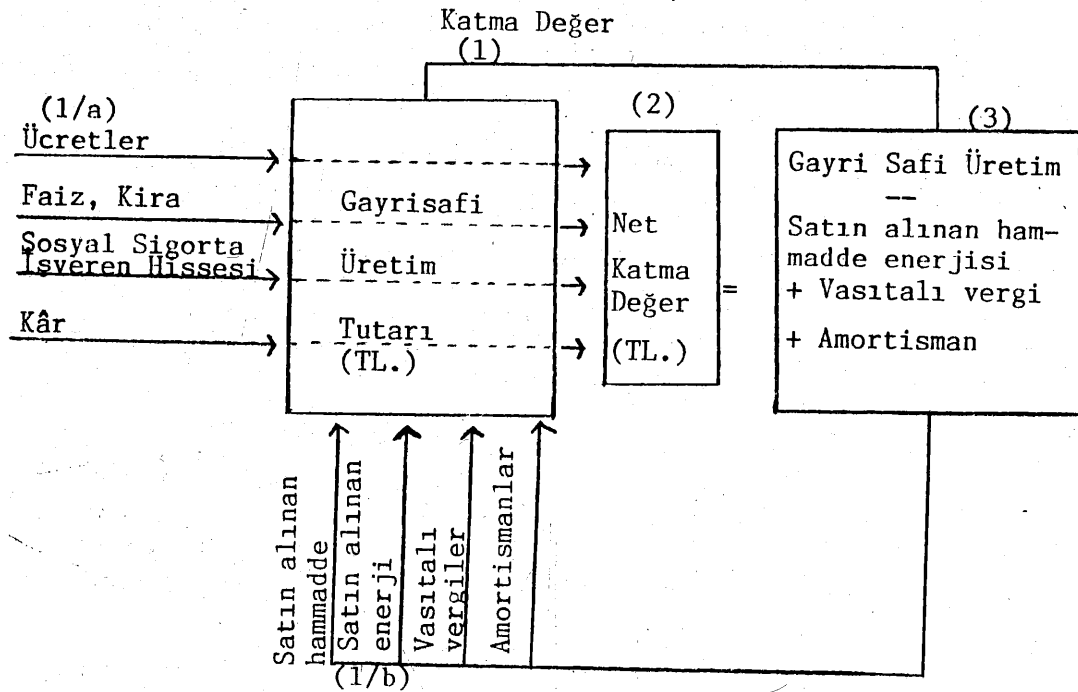 Katma Değer
(1)
(1/a)
Ücretler
Faiz, Kira
Sosyal Sigorta
İşveren Hissesi
Kâr
Gayrisafi
Üretim
Tutarı
(TL.)
(2)
Net
Katma
Değer
(TL.)
=
(3)
Gayri Safi Üretim
--
Satın alınan ham-
madde enerjisi
+ Vasıtalı vergi
+ Amortisman
Satın alınan
hammadde
Satın alınan
enerji
Vasıtalı
vergiler
Amortismanlar
(1/b)